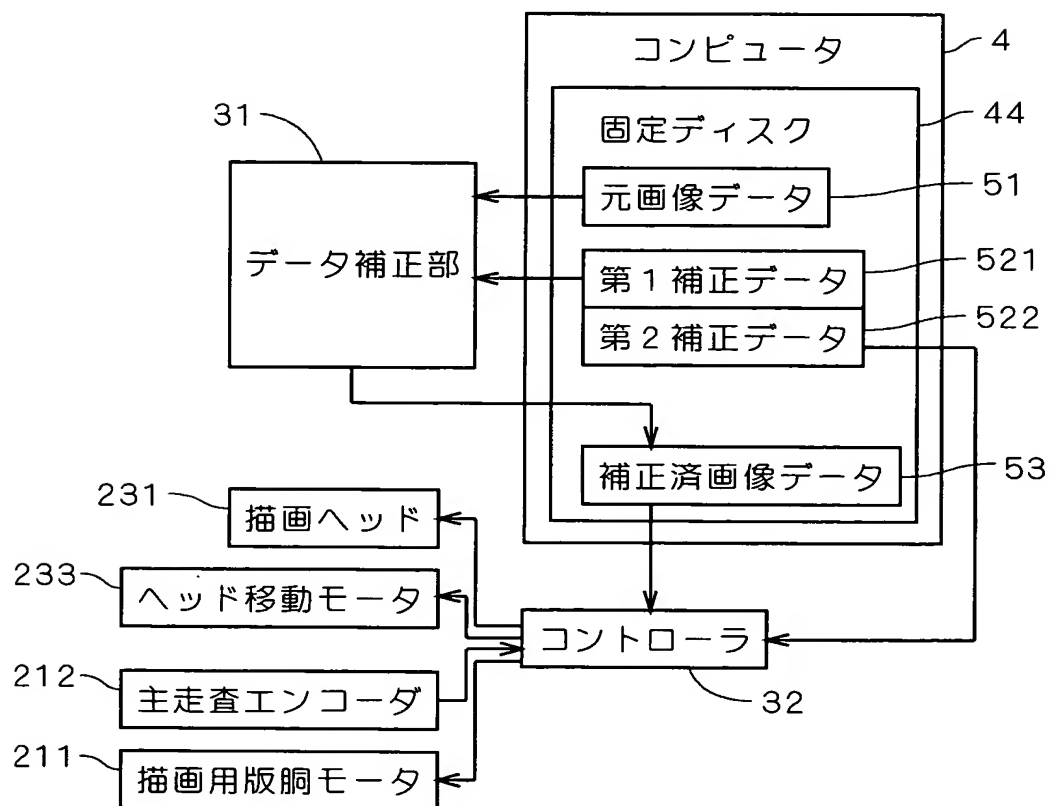 コンピュータ
4
固定ディスク
44
31
元画像データ
51
データ補正部
第1補正データ
521
第2補正データ
522
補正済画像データ
53
231
描画ヘッド
233
ヘッド移動モータ
コントローラ
32
212
主走査エンコーダ
211
描画用版胴モータ